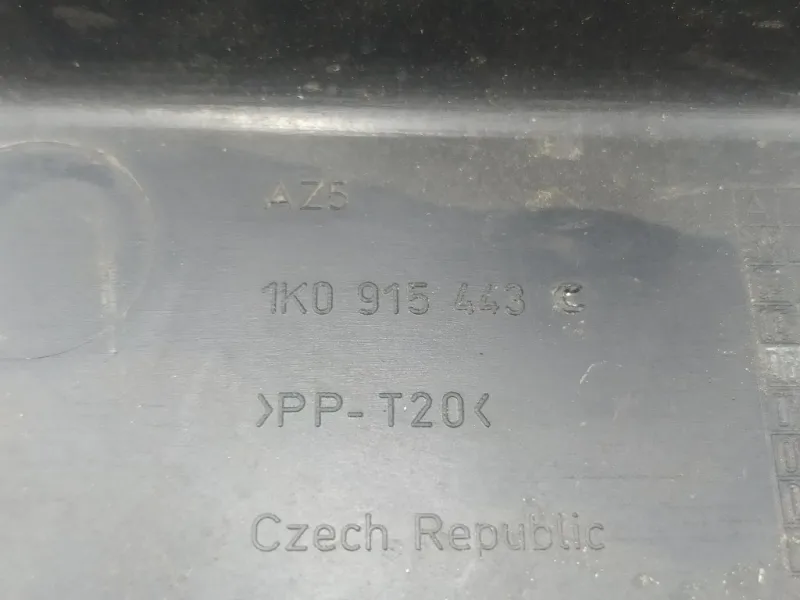 AZ5
1K0 915 443 C
>PP-T20<
Czech Republic